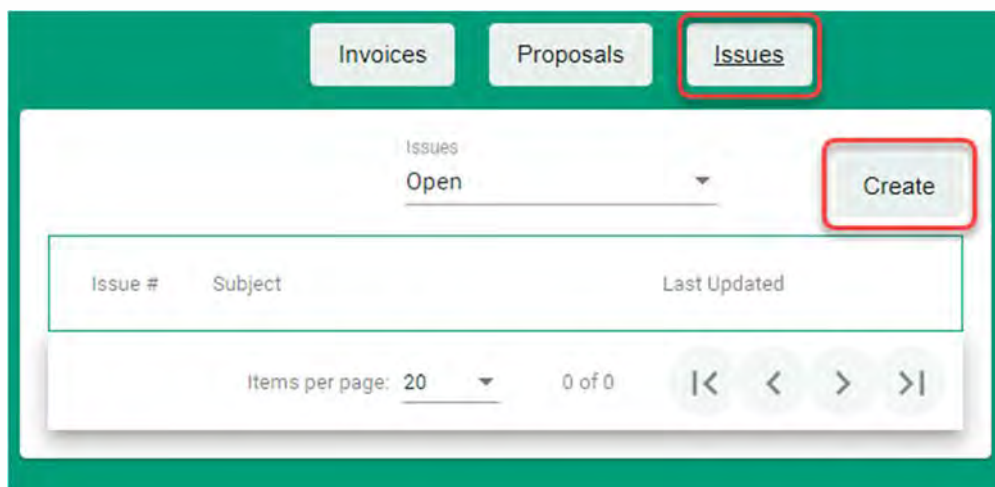 Invoices Proposals Issues
Issues
Open
Create
Issue # Subject Last Updated
Items per page: 20 0 of 0